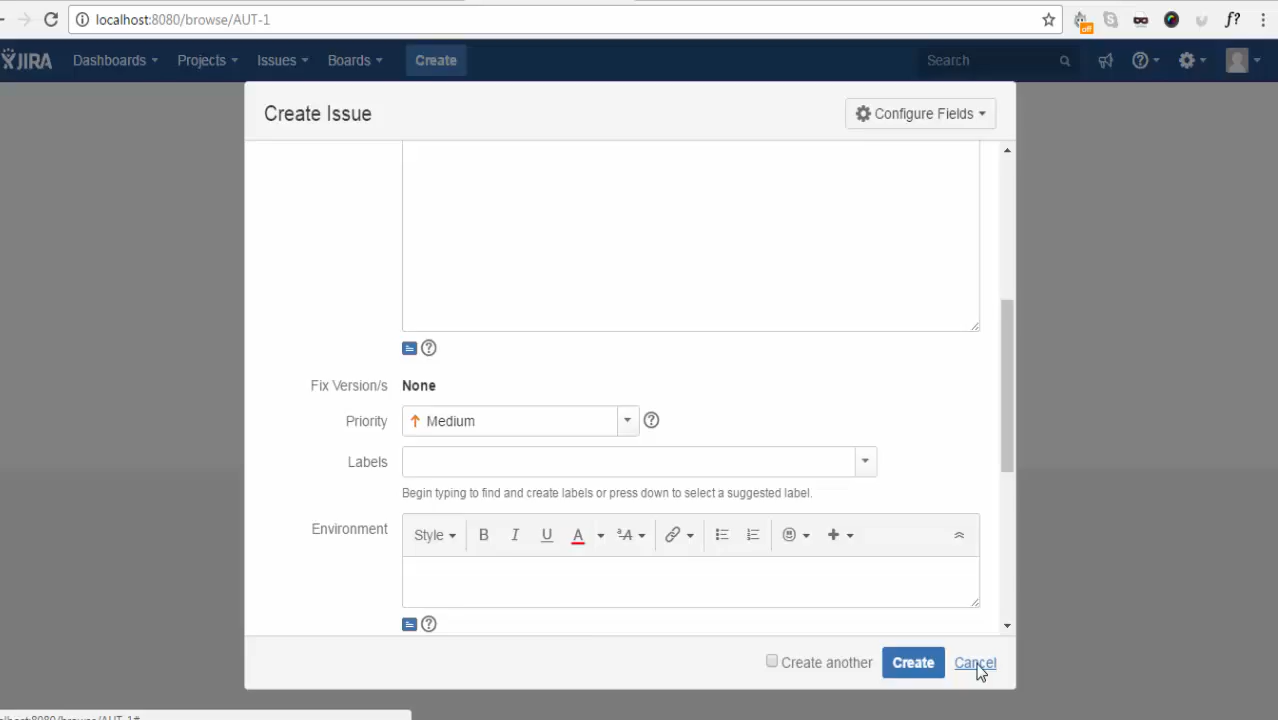 localhost:8080/browse/AUT-1
off
f?
JIRA Dashboards Projects Issues Boards Create Search
Create Issue
Configure Fields
Fix Version/s None
Priority Medium
Labels
Begin typing to find and create labels or press down to select a suggested label.
Environment Style B I U A ªA
Create another Create Cancel